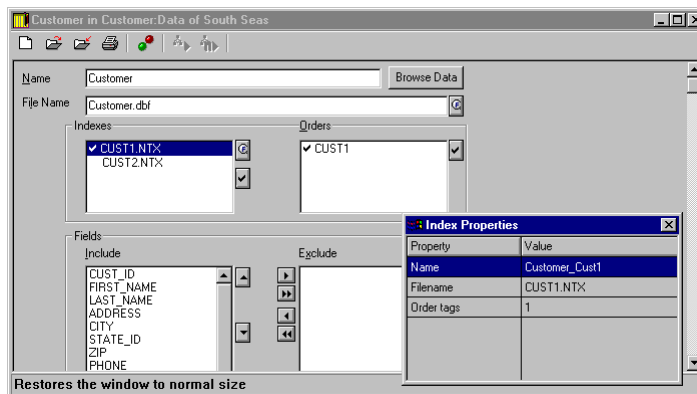 Customer in Customer:Data of South Seas
Name Customer Browse Data
File Name Customer.dbf
Indexes Orders
CUST1.NTX CUST1
CUST2.NTX
Index Properties
Property Value
Name Customer_Cust1
Filename CUST1.NTX
Order tags 1
Fields
Include Exclude
CUST_ID
FIRST_NAME
LAST_NAME
ADDRESS
CITY
STATE_ID
ZIP
PHONE
Restores the window to normal size